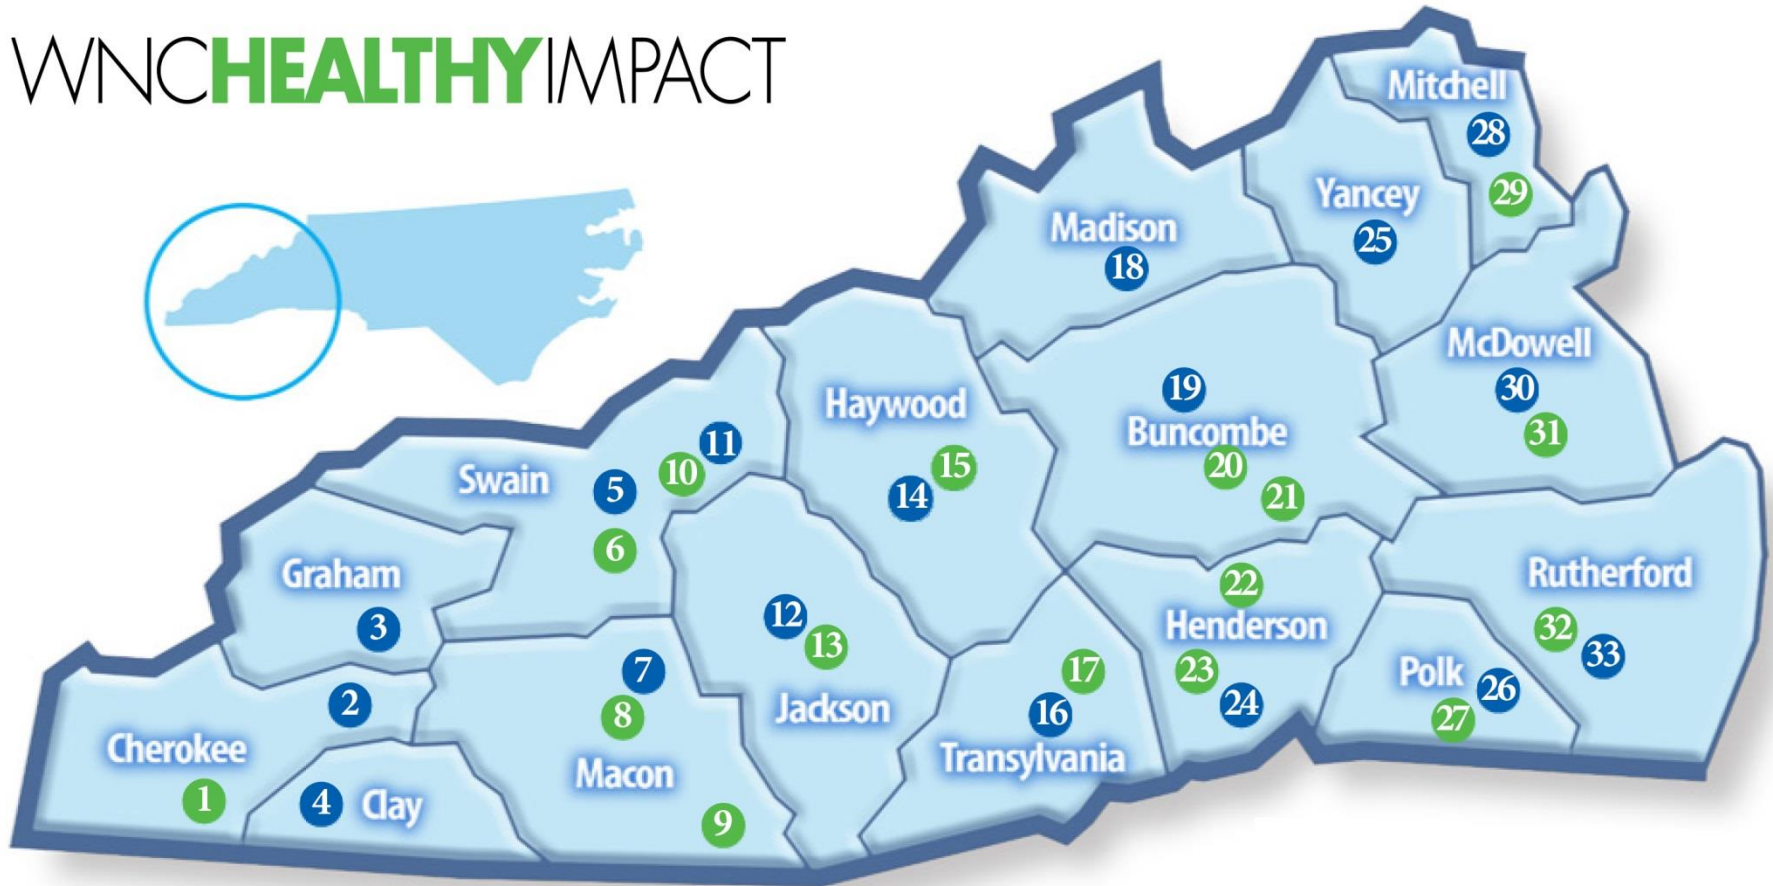 WNCHEALTHYIMPACT
Mitchell
28
29
Yancey
25
Madison
18
McDowell
30
31
19
Buncombe
20
21
Haywood
15
14
11
10
Swain
5
6
Graham
3
12
13
Jackson
22
Henderson
23
24
Rutherford
32
33
Polk
26
27
17
16
Transylvania
7
8
Macon
9
2
Cherokee
1
4
Clay